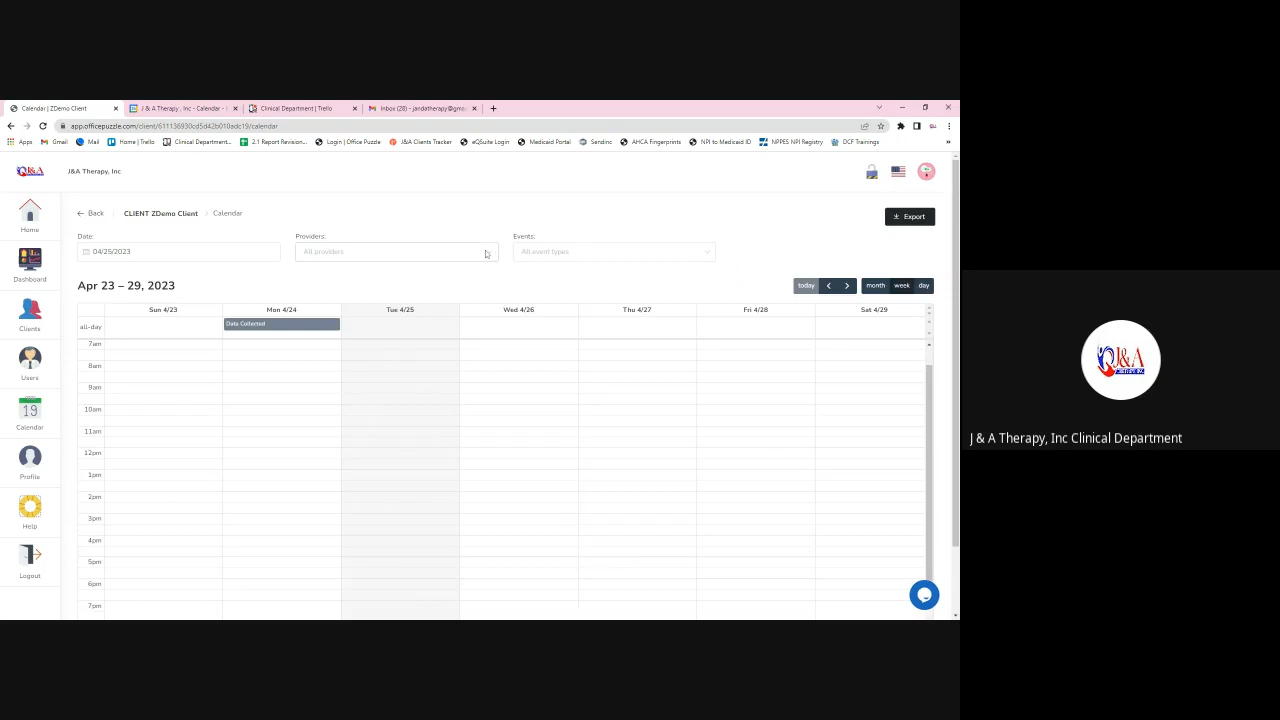 Calendar | ZDemo Client
J & A Therapy , Inc - Calendar -
Clinical Department | Trello
Inbox (28) - jandatherapy@gma
app.officepuzzle.com/client/611136930cd5d42b010adc19/calendar
Apps
Gmail
Mail
Home | Trello
Clinical Department...
2.1 Report Revision...
Login | Office Puzzle
J&A Clients Tracker
eQSuite Login
Medicaid Portal
Sendinc
AHCA Fingerprints
NPI to Medicaid ID
NPPES NPI Registry
DCF Trainings
»
J&A
J&A Therapy, Inc
Home
Dashboard
Clients
Users
19
Calendar
Profile
Help
Logout
Back
CLIENT ZDemo Client
Calendar
Export
Date:
Providers:
Events:
04/25/2023
All providers
All event types
Apr 23 – 29, 2023
today
month
week
day
Sun 4/23
Mon 4/24
Tue 4/25
Wed 4/26
Thu 4/27
Fri 4/28
Sat 4/29
all-day
Data Collected
7am
8am
9am
10am
11am
12pm
1pm
2pm
3pm
4pm
5pm
6pm
7pm
J&A
J & A Therapy, Inc Clinical Department